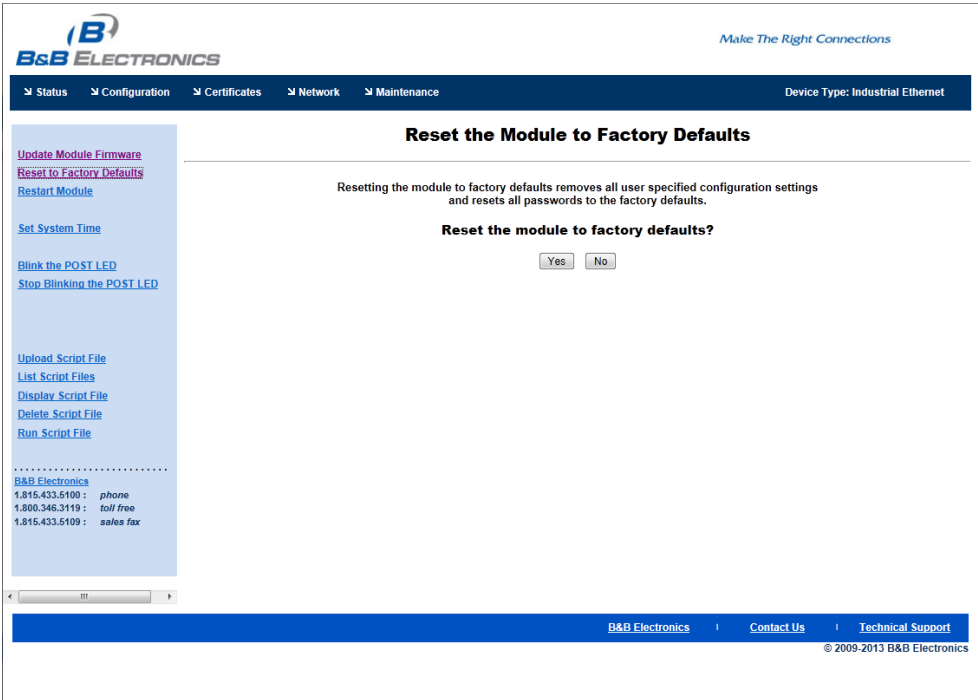 B
B&B ELECTRONICS
Make The Right Connections
Status Configuration Certificates Network Maintenance Device Type: Industrial Ethernet
Update Module Firmware
Reset to Factory Defaults
Restart Module
Set System Time
Blink the POST LED
Stop Blinking the POST LED
Upload Script File
List Script Files
Display Script File
Delete Script File
Run Script File
B&B Electronics
1.815.433.5100 : phone
1.800.346.3119 : toll free
1.815.433.5109 : sales fax
Reset the Module to Factory Defaults
Resetting the module to factory defaults removes all user specified configuration settings
and resets all passwords to the factory defaults.
Reset the module to factory defaults?
Yes No
B&B Electronics | Contact Us | Technical Support
© 2009-2013 B&B Electronics